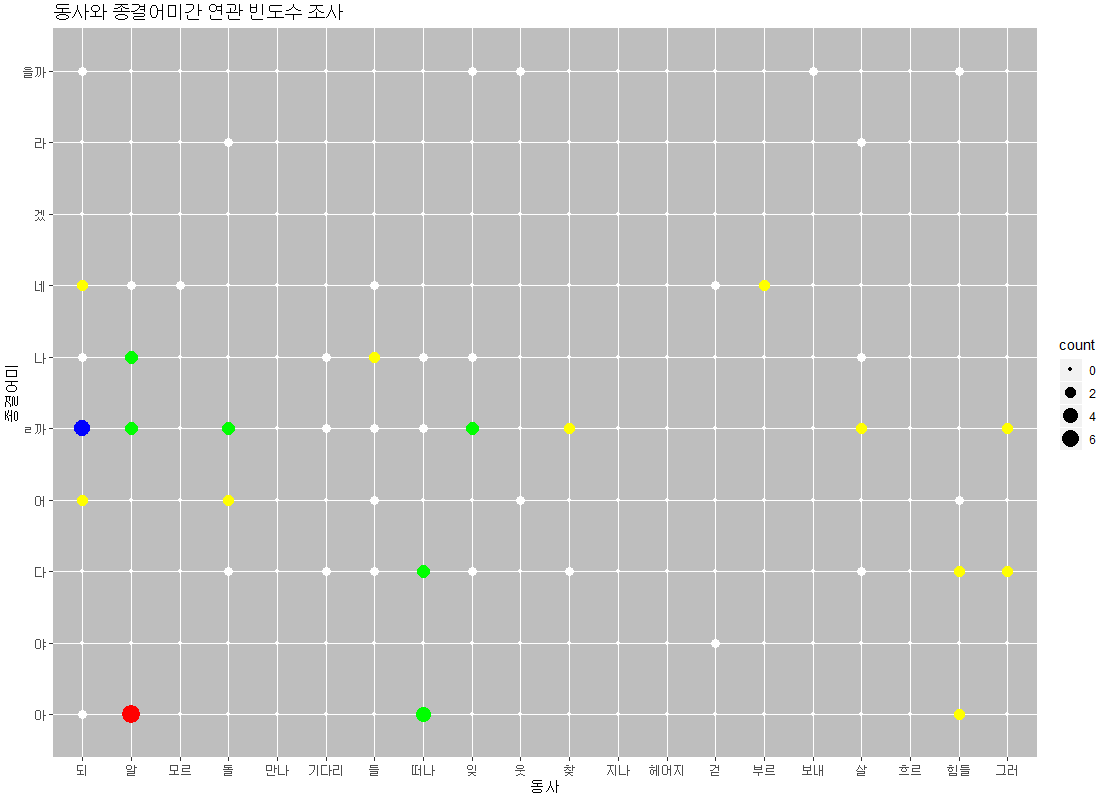 동사와 종결어미간 연관 빈도수 조사
을까
라
겠
네
나
ㄹ까
어
다
야
아
종결어미
되 알 모르 돌 만나 기다리 들 떠나 잊 웃 찾 지나 헤어지 걷 부르 보내 살 흐르 힘들 그러
동사
count
0
2
4
6